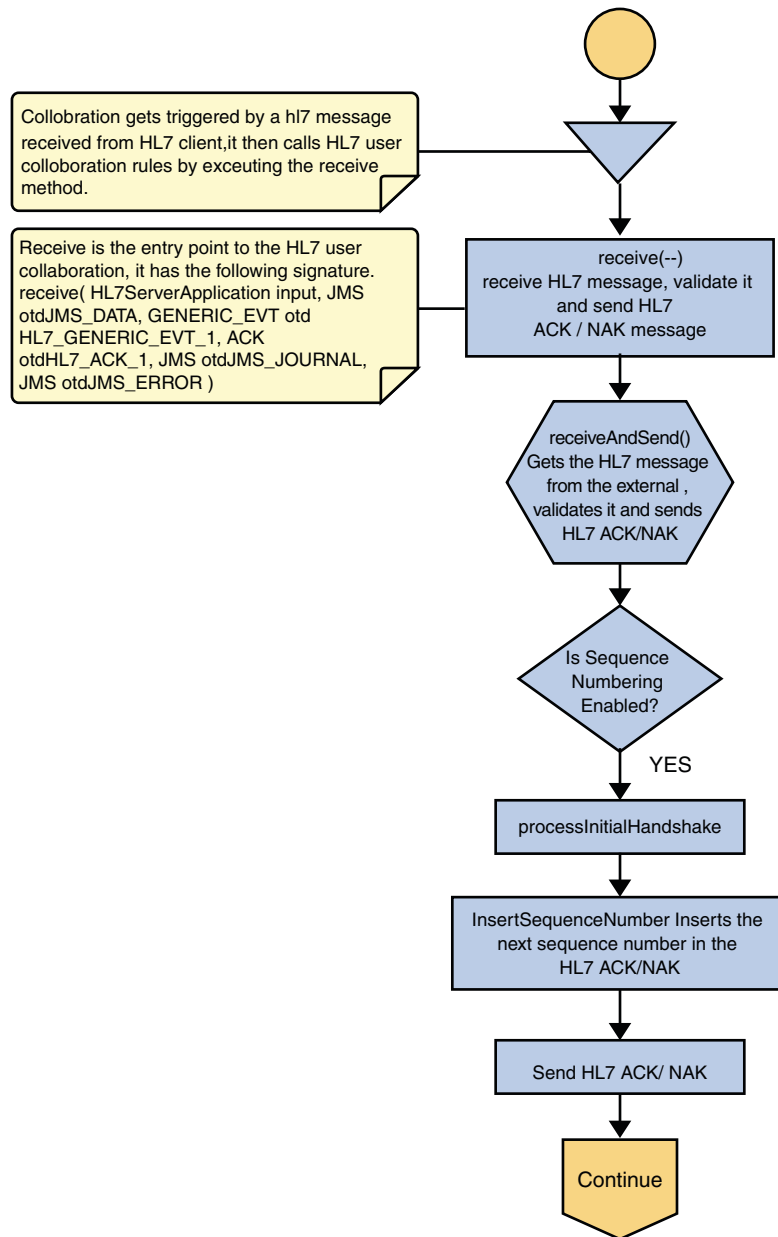 Collobration gets triggered by a hl7 message
received from HL7 client,it then calls HL7 user
colloboration rules by exceuting the receive
method.
Receive is the entry point to the HL7 user
collaboration, it has the following signature.
receive( HL7ServerApplication input, JMS
otdJMS_DATA, GENERIC_EVT otd
HL7_GENERIC_EVT_1, ACK
otdHL7_ACK_1, JMS otdJMS_JOURNAL,
JMS otdJMS_ERROR )
receive(--)
receive HL7 message, validate it
and send HL7
ACK / NAK message
receiveAndSend()
Gets the HL7 message
from the external ,
validates it and sends
HL7 ACK/NAK
Is Sequence
Numbering
Enabled?
YES
processInitialHandshake
InsertSequenceNumber Inserts the
next sequence number in the
HL7 ACK/NAK
Send HL7 ACK/ NAK
Continue